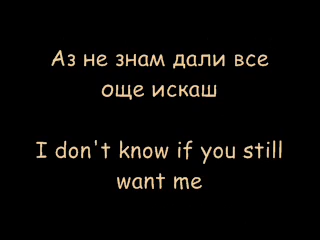 Аз не знам дали все
още искаш
I don't know if you still
want me